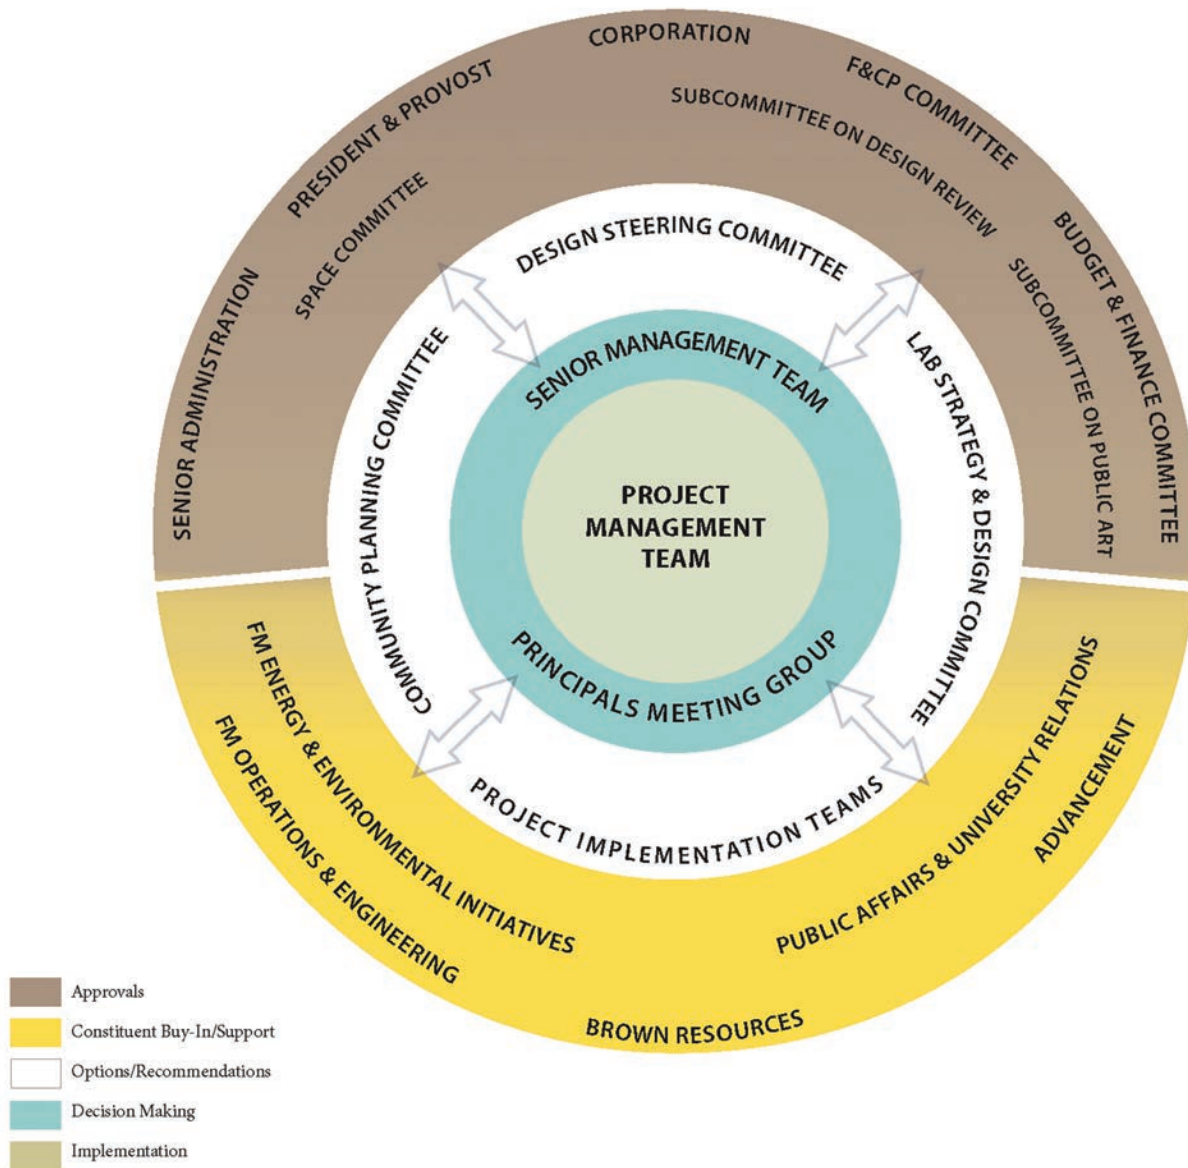 CORPORATION
PRESIDENT & PROVOST
F&CP COMMITTEE
SUBCOMMITTEE ON DESIGN REVIEW
SPACE COMMITTEE
SENIOR ADMINISTRATION
BUDGET & FINANCE COMMITTEE
SUBCOMMITTEE ON PUBLIC ART
DESIGN STEERING COMMITTEE
COMMUNITY PLANNING COMMITTEE
LAB STRATEGY & DESIGN COMMITTEE
SENIOR MANAGEMENT TEAM
PROJECT
MANAGEMENT
TEAM
PRINCIPALS MEETING GROUP
PROJECT IMPLEMENTATION TEAMS
FM ENERGY & ENVIRONMENTAL INITIATIVES
FM OPERATIONS & ENGINEERING
PUBLIC AFFAIRS & UNIVERSITY RELATIONS
ADVANCEMENT
BROWN RESOURCES
Approvals
Constituent Buy-In/Support
Options/Recommendations
Decision Making
Implementation